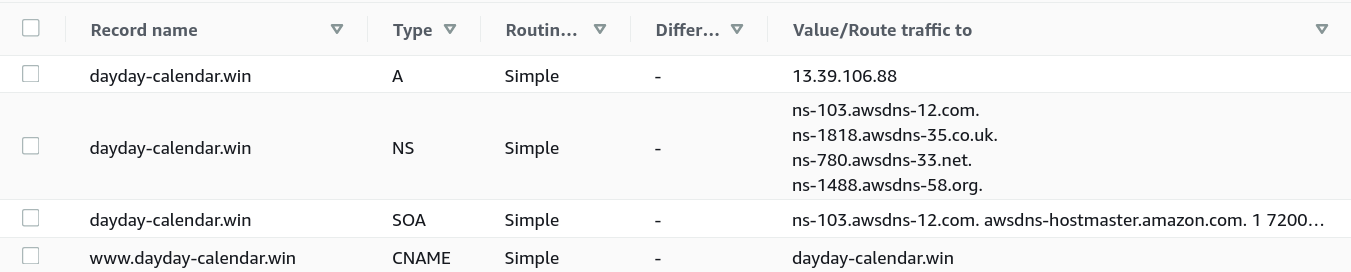 Record name Type Routin... Differ... Value/Route traffic to
dayday-calendar.win A Simple - 13.39.106.88
ns-103.awsdns-12.com.
ns-1818.awsdns-35.co.uk.
dayday-calendar.win NS Simple -
ns-780.awsdns-33.net.
ns-1488.awsdns-58.org.
dayday-calendar.win SOA Simple - ns-103.awsdns-12.com. awsdns-hostmaster.amazon.com. 1 7200...
www.dayday-calendar.win CNAME Simple - dayday-calendar.win